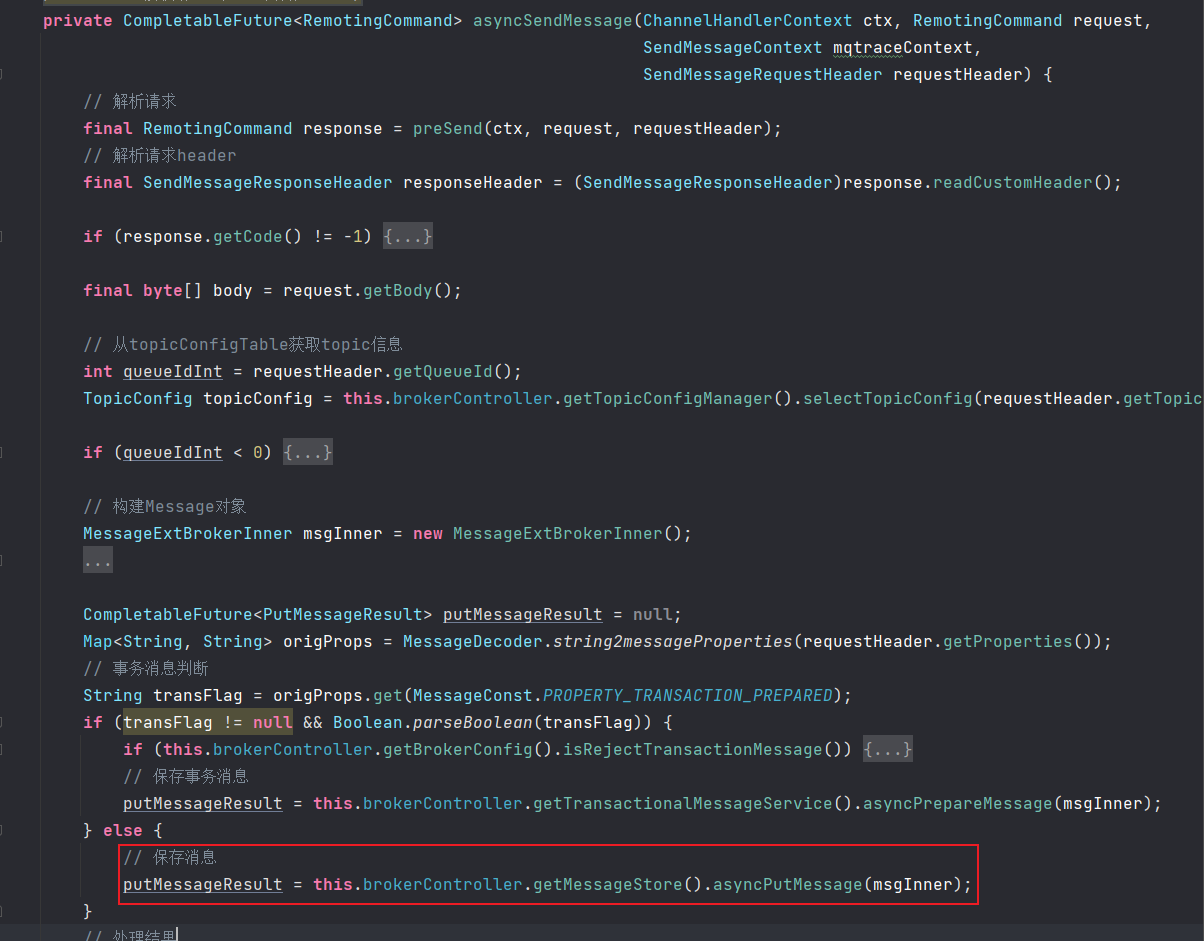 private CompletableFuture<RemotingCommand> asyncSendMessage(ChannelHandlerContext ctx, RemotingCommand request,
SendMessageContext mqtraceContext,
SendMessageRequestHeader requestHeader) {
// 解析请求
final RemotingCommand response = preSend(ctx, request, requestHeader);
// 解析请求header
final SendMessageResponseHeader responseHeader = (SendMessageResponseHeader)response.readCustomHeader();
if (response.getCode() != -1) {...}
final byte[] body = request.getBody();
// 从topicConfigTable获取topic信息
int queueIdInt = requestHeader.getQueueId();
TopicConfig topicConfig = this.brokerController.getTopicConfigManager().selectTopicConfig(requestHeader.getTopic
if (queueIdInt < 0) {...}
// 构建Message对象
MessageExtBrokerInner msgInner = new MessageExtBrokerInner();
...
CompletableFuture<PutMessageResult> putMessageResult = null;
Map<String, String> origProps = MessageDecoder.string2messageProperties(requestHeader.getProperties());
// 事务消息判断
String transFlag = origProps.get(MessageConst.PROPERTY_TRANSACTION_PREPARED);
if (transFlag != null && Boolean.parseBoolean(transFlag)) {
if (this.brokerController.getBrokerConfig().isRejectTransactionMessage()) {...}
// 保存事务消息
putMessageResult = this.brokerController.getTransactionalMessageService().asyncPrepareMessage(msgInner);
} else {
// 保存消息
putMessageResult = this.brokerController.getMessageStore().asyncPutMessage(msgInner);
}
// 处理结果